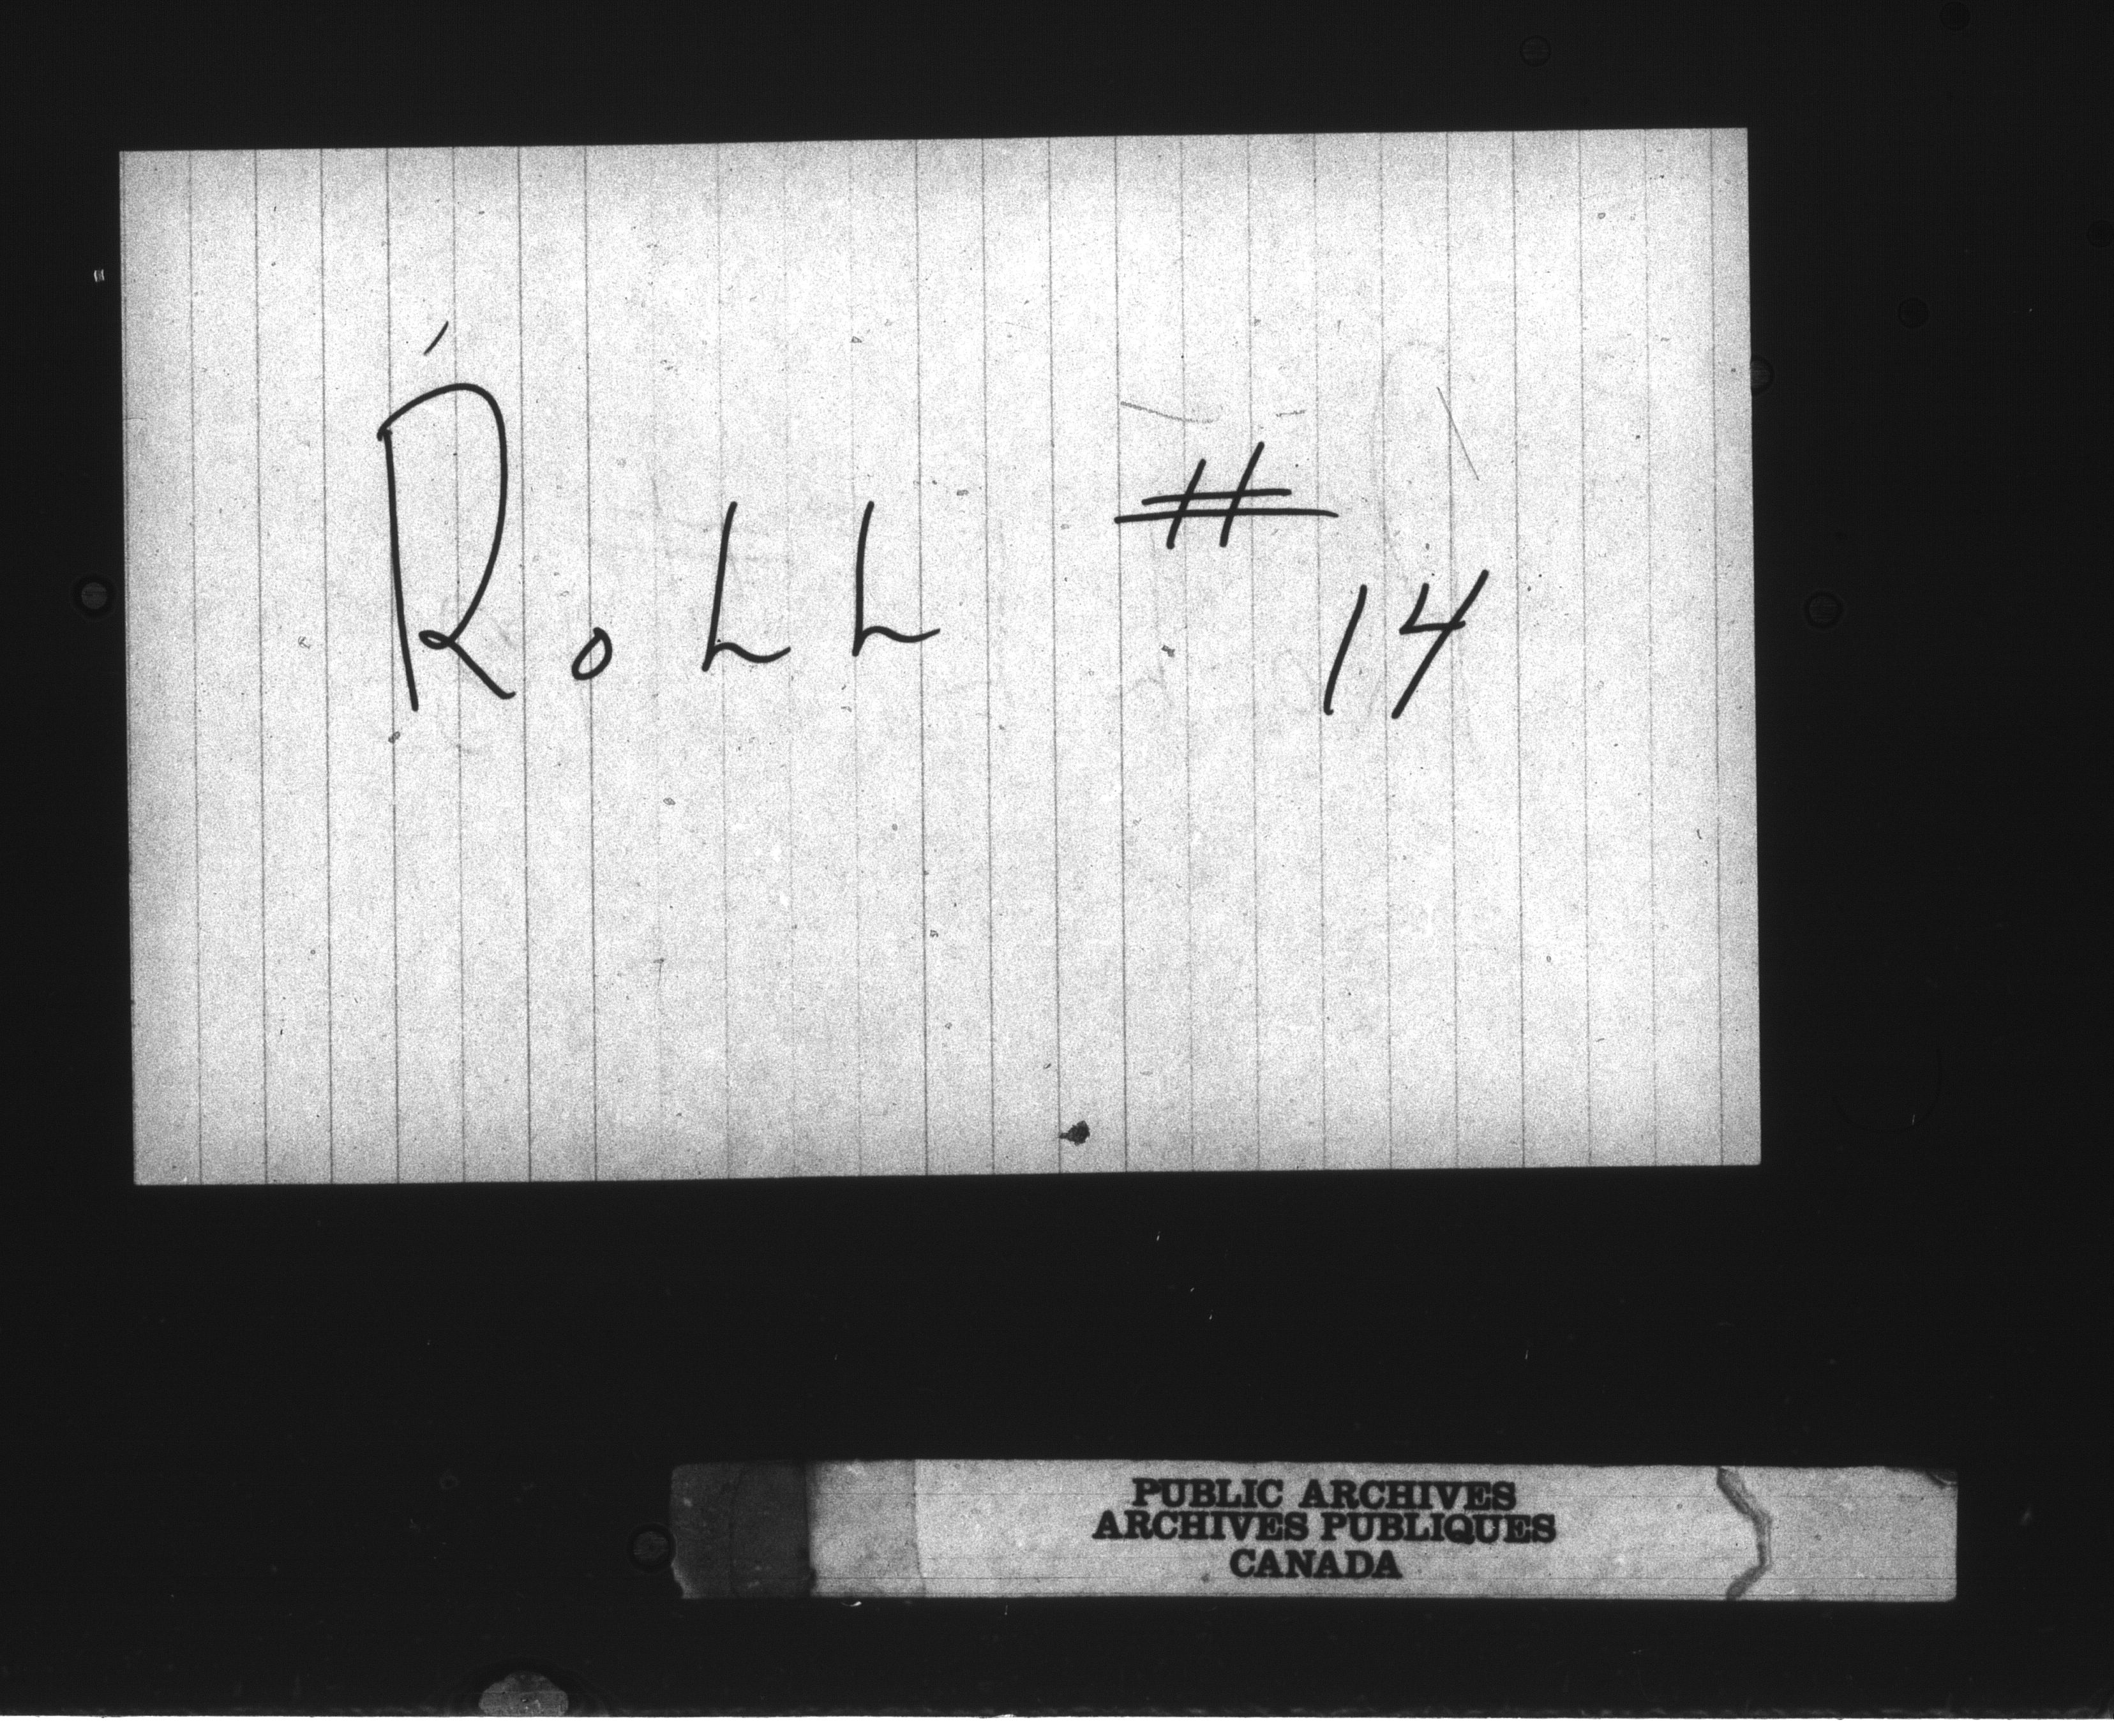 RoLL # 14
PUBLIC ARCHIVES
ARCHIVES PUBLIQUES
CANADA